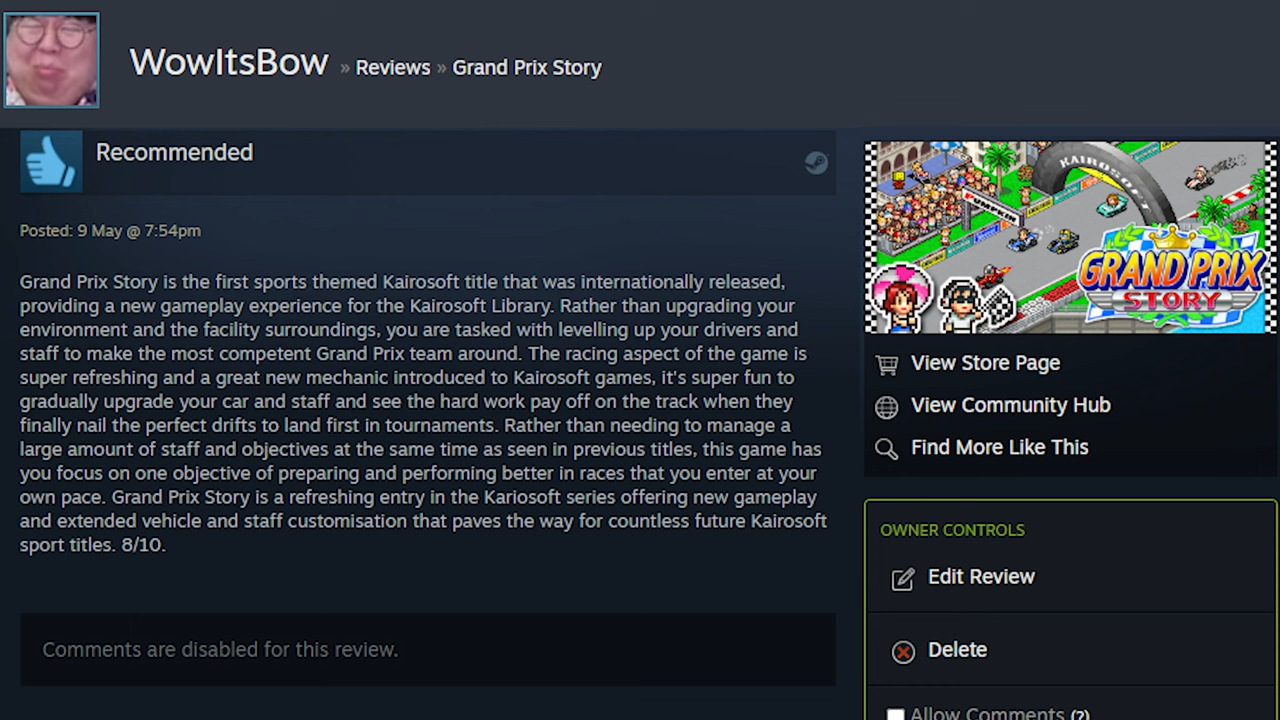 WowItsBow » Reviews » Grand Prix Story
Recommended
Posted: 9 May @ 7:54pm
Grand Prix Story is the first sports themed Kairosoft title that was internationally released,
providing a new gameplay experience for the Kairosoft Library. Rather than upgrading your
environment and the facility surroundings, you are tasked with levelling up your drivers and
staff to make the most competent Grand Prix team around. The racing aspect of the game is
super refreshing and a great new mechanic introduced to Kairosoft games, it's super fun to
gradually upgrade your car and staff and see the hard work pay off on the track when they
finally nail the perfect drifts to land first in tournaments. Rather than needing to manage a
large amount of staff and objectives at the same time as seen in previous titles, this game has
you focus on one objective of preparing and performing better in races that you enter at your
own pace. Grand Prix Story is a refreshing entry in the Kariosoft series offering new gameplay
and extended vehicle and staff customisation that paves the way for countless future Kairosoft
sport titles. 8/10.
Comments are disabled for this review.
KAIROSOFT
GRAND PRIX
STORY
View Store Page
View Community Hub
Find More Like This
OWNER CONTROLS
Edit Review
Delete
Allow Comments (?)